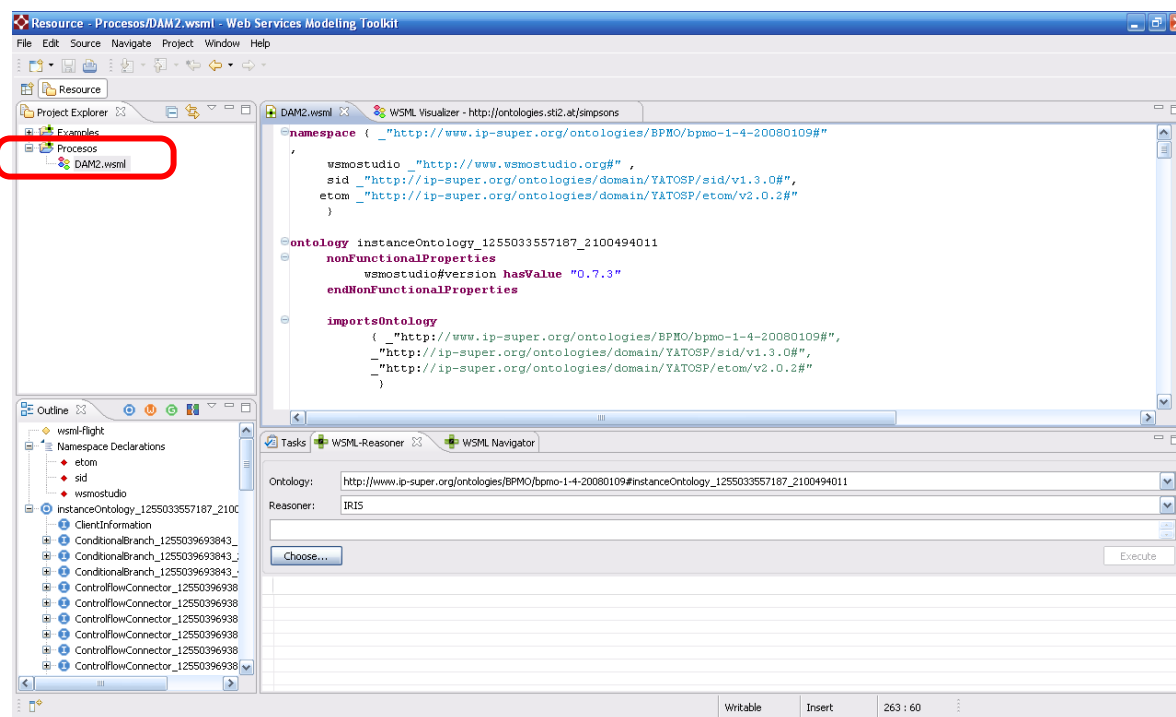 Resource - Procesos/DAM2.wsml - Web Services Modeling Toolkit
File Edit Source Navigate Project Window Help
Resource
Project Explorer
Examples
Procesos
DAM2.wsml
DAM2.wsml WSML Visualizer - http://ontologies.sti2.at/simpsons
namespace { _"http://www.ip-super.org/ontologies/BPMO/bpmo-1-4-20080109#"
,
wsmostudio _"http://www.wsmostudio.org#" ,
sid _"http://ip-super.org/ontologies/domain/YATOSP/sid/v1.3.0#",
etom _"http://ip-super.org/ontologies/domain/YATOSP/etom/v2.0.2#"
}
ontology instanceOntology_1255033557187_2100494011
nonFunctionalProperties
wsmostudio#version hasValue "0.7.3"
endNonFunctionalProperties
importsOntology
{ _"http://www.ip-super.org/ontologies/BPMO/bpmo-1-4-20080109#",
_"http://ip-super.org/ontologies/domain/YATOSP/sid/v1.3.0#",
_"http://ip-super.org/ontologies/domain/YATOSP/etom/v2.0.2#"
}
Outline
wsml-flight
Namespace Declarations
etom
sid
wsmostudio
instanceOntology_1255033557187_2100
ClientInformation
ConditionalBranch_1255039693843_
ConditionalBranch_1255039693843_
ConditionalBranch_1255039693843_
ControlflowConnector_12550396938
ControlflowConnector_12550396938
ControlflowConnector_12550396938
ControlflowConnector_12550396938
ControlflowConnector_12550396938
ControlflowConnector_12550396938
Tasks WSML-Reasoner WSML Navigator
Ontology: http://www.ip-super.org/ontologies/BPMO/bpmo-1-4-20080109#instanceOntology_1255033557187_2100494011
Reasoner: IRIS
Choose... Execute
Writable Insert 263 : 60